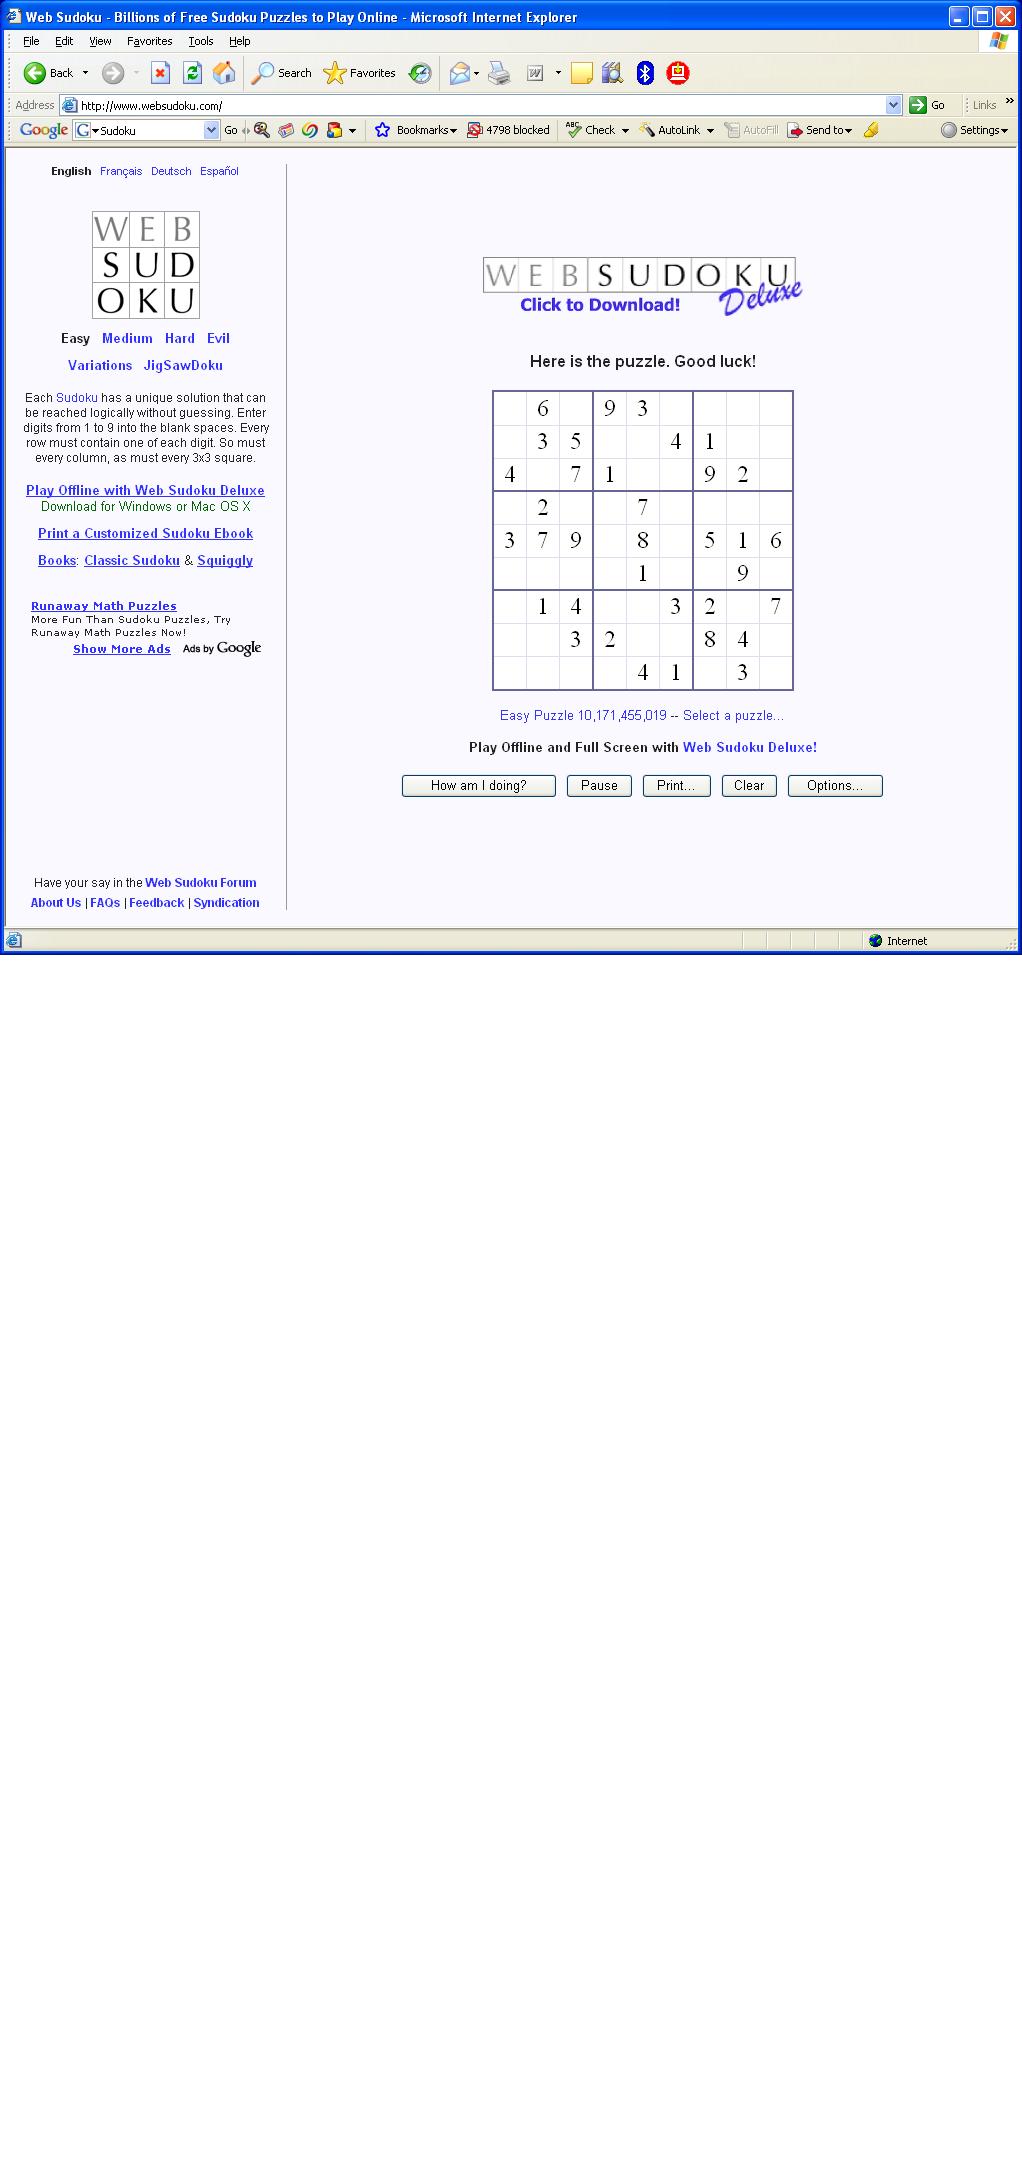 Web Sudoku - Billions of Free Sudoku Puzzles to Play Online - Microsoft Internet Explorer
File Edit View Favorites Tools Help
Back Search Favorites W
Address http://www.websudoku.com/ Go Links »
Google G Sudoku Go Bookmarks 4798 blocked ABC Check AutoLink AutoFill Send to Settings
English Français Deutsch Español
WEB
SUD
OKU
Easy Medium Hard Evil
Variations JigSawDoku
Each Sudoku has a unique solution that can
be reached logically without guessing. Enter
digits from 1 to 9 into the blank spaces. Every
row must contain one of each digit. So must
every column, as must every 3x3 square.
Play Offline with Web Sudoku Deluxe
Download for Windows or Mac OS X
Print a Customized Sudoku Ebook
Books: Classic Sudoku & Squiggly
Runaway Math Puzzles
More Fun Than Sudoku Puzzles, Try
Runaway Math Puzzles Now!
Show More Ads Ads by Google
Have your say in the Web Sudoku Forum
About Us | FAQs | Feedback | Syndication
WEBSUDOKU
Click to Download! Deluxe
Here is the puzzle. Good luck!
6 9 3
3 5 4 1
4 7 1 9 2
2 7
3 7 9 8 5 1 6
1 9
1 4 3 2 7
3 2 8 4
4 1 3
Easy Puzzle 10,171,455,019 -- Select a puzzle...
Play Offline and Full Screen with Web Sudoku Deluxe!
How am I doing? Pause Print... Clear Options...
Internet